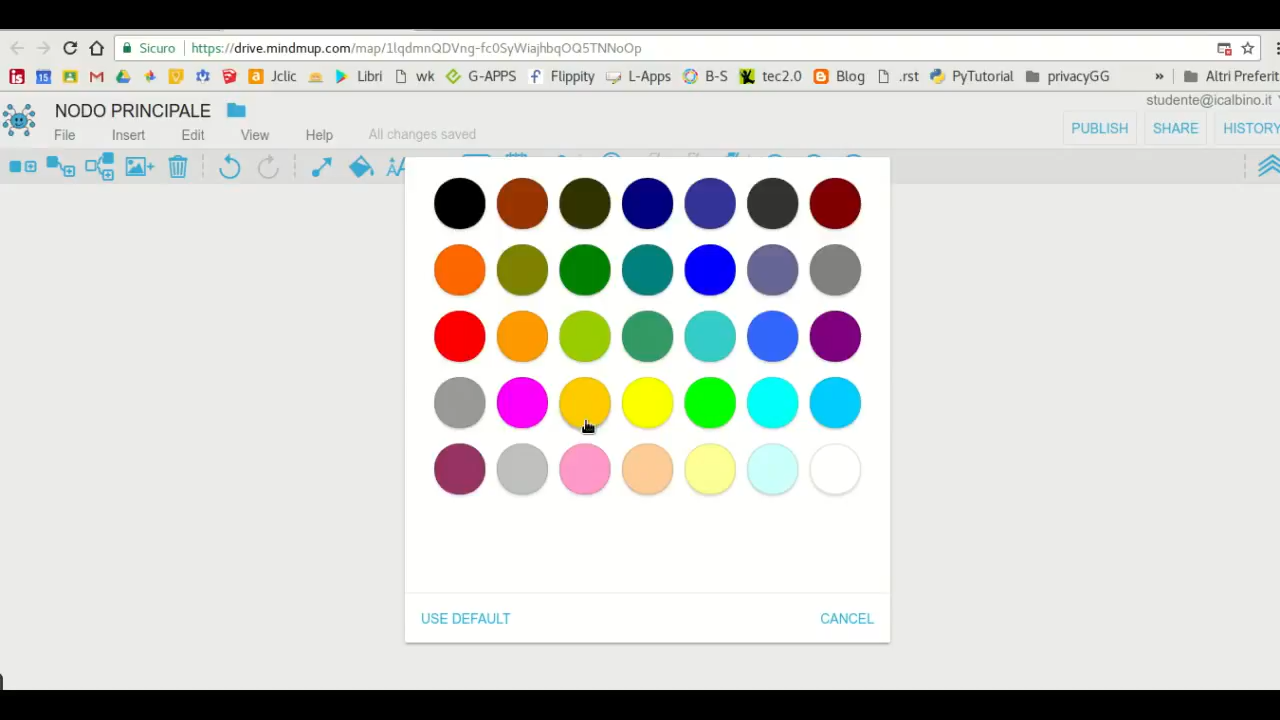 Sicuro https://drive.mindmup.com/map/1lqdmnQDVng-fc0SyWiajhbqOQ5TNNoOp
Jclic Libri wk G-APPS Flippity L-Apps B-S tec2.0 Blog .rst PyTutorial privacyGG » Altri Preferit
studente@icalbino.it
NODO PRINCIPALE
File Insert Edit View Help All changes saved
PUBLISH SHARE HISTORY
USE DEFAULT CANCEL